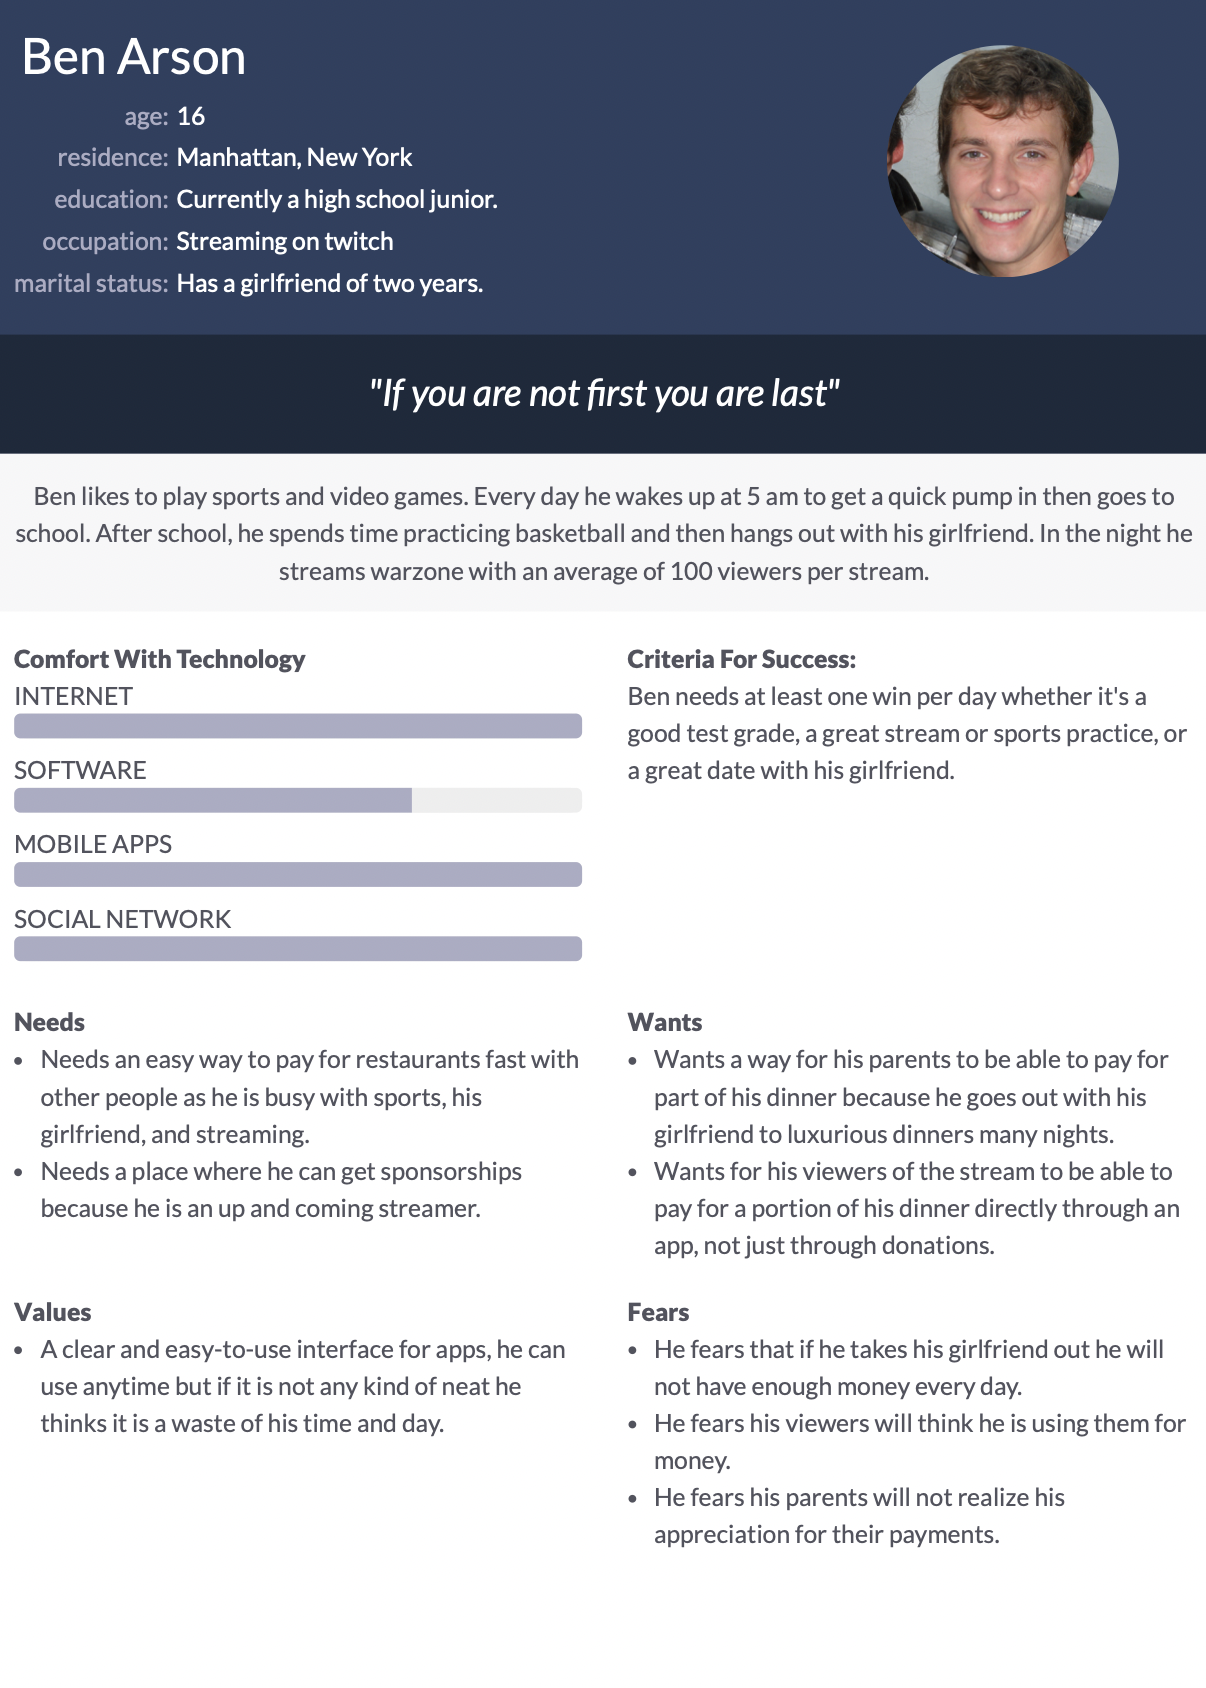 Ben Arson
age: 16
residence: Manhattan, New York
education: Currently a high school junior.
occupation: Streaming on twitch
marital status: Has a girlfriend of two years.
"If you are not first you are last"
Ben likes to play sports and video games. Every day he wakes up at 5 am to get a quick pump in then goes to
school. After school, he spends time practicing basketball and then hangs out with his girlfriend. In the night he
streams warzone with an average of 100 viewers per stream.
Comfort With Technology
INTERNET
SOFTWARE
MOBILE APPS
SOCIAL NETWORK
Criteria For Success:
Ben needs at least one win per day whether it's a
good test grade, a great stream or sports practice, or
a great date with his girlfriend.
Needs
• Needs an easy way to pay for restaurants fast with
other people as he is busy with sports, his
girlfriend, and streaming.
• Needs a place where he can get sponsorships
because he is an up and coming streamer.
Wants
• Wants a way for his parents to be able to pay for
part of his dinner because he goes out with his
girlfriend to luxurious dinners many nights.
• Wants for his viewers of the stream to be able to
pay for a portion of his dinner directly through an
app, not just through donations.
Values
• A clear and easy-to-use interface for apps, he can
use anytime but if it is not any kind of neat he
thinks it is a waste of his time and day.
Fears
• He fears that if he takes his girlfriend out he will
not have enough money every day.
• He fears his viewers will think he is using them for
money.
• He fears his parents will not realize his
appreciation for their payments.